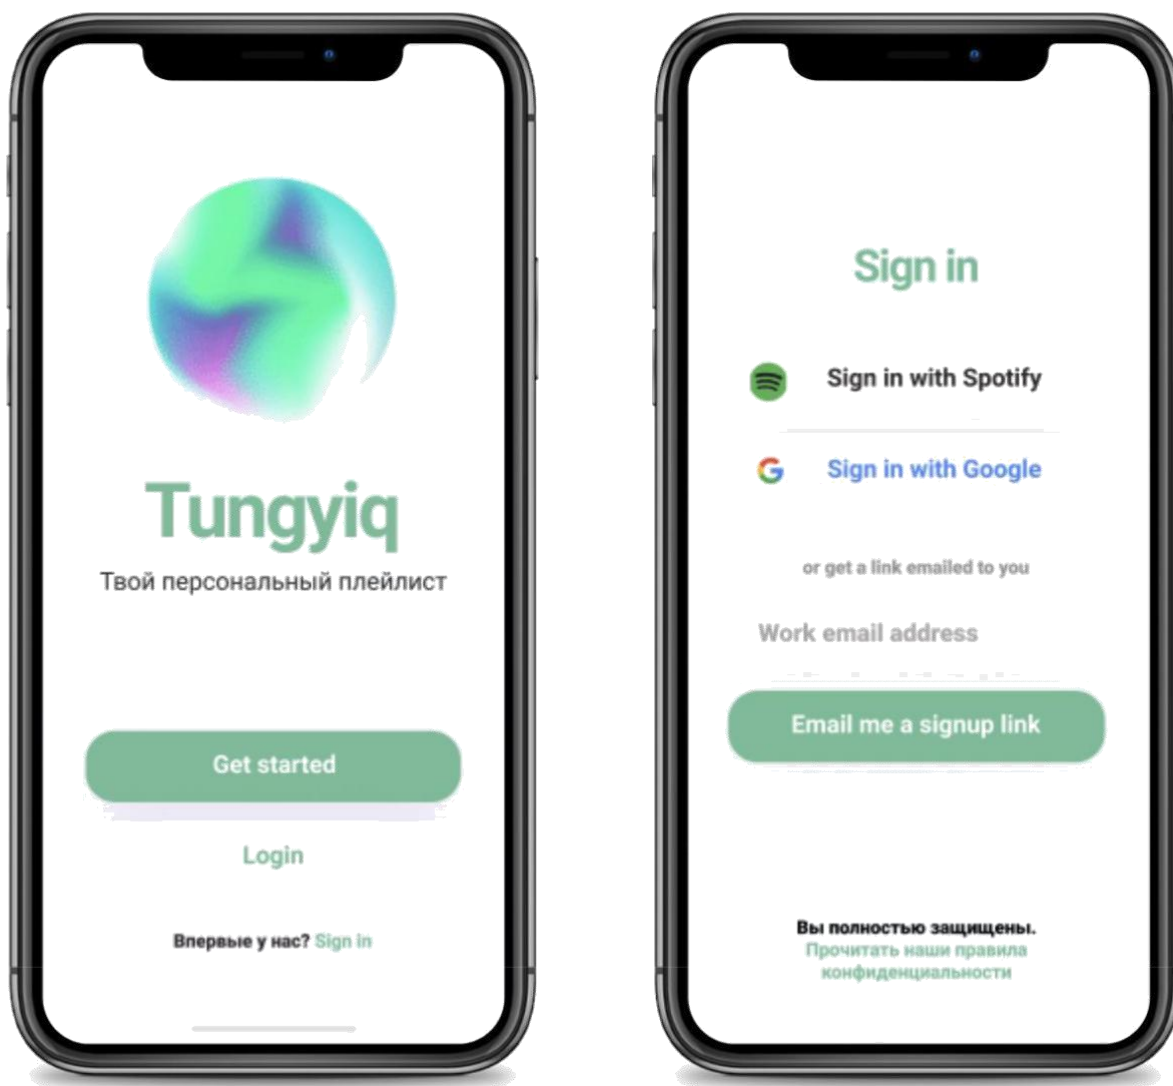 Tungyiq
Твой персональный плейлист
Get started
Login
Впервые у нас? Sign in
Sign in
Sign in with Spotify
Sign in with Google
or get a link emailed to you
Work email address
Email me a signup link
Вы полностью защищены.
Прочитать наши правила
конфиденциальности